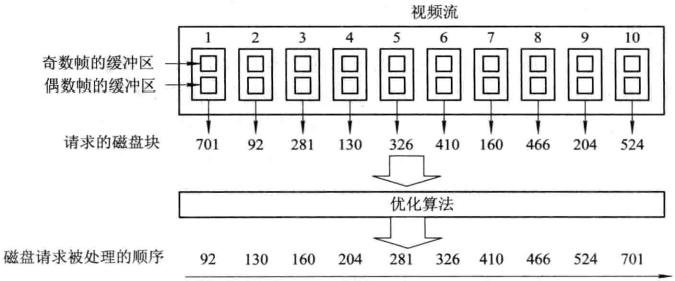 视频流
1 2 3 4 5 6 7 8 9 10
奇数帧的缓冲区
偶数帧的缓冲区
请求的磁盘块 701 92 281 130 326 410 160 466 204 524
优化算法
磁盘请求被处理的顺序 92 130 160 204 281 326 410 466 524 701